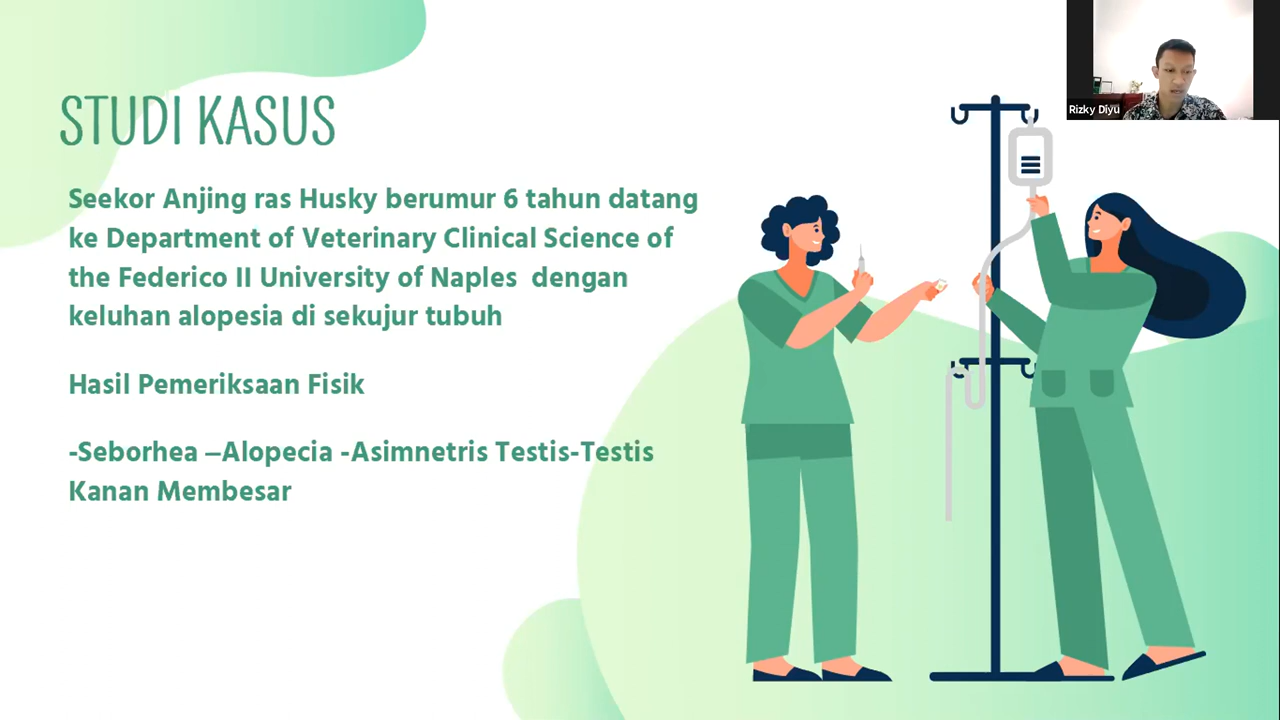 STUDI KASUS
Seekor Anjing ras Husky berumur 6 tahun datang
ke Department of Veterinary Clinical Science of
the Federico II University of Naples dengan
keluhan alopesia di sekujur tubuh
Hasil Pemeriksaan Fisik
-Seborhea –Alopecia -Asimnetris Testis-Testis
Kanan Membesar
Rizky Diyu